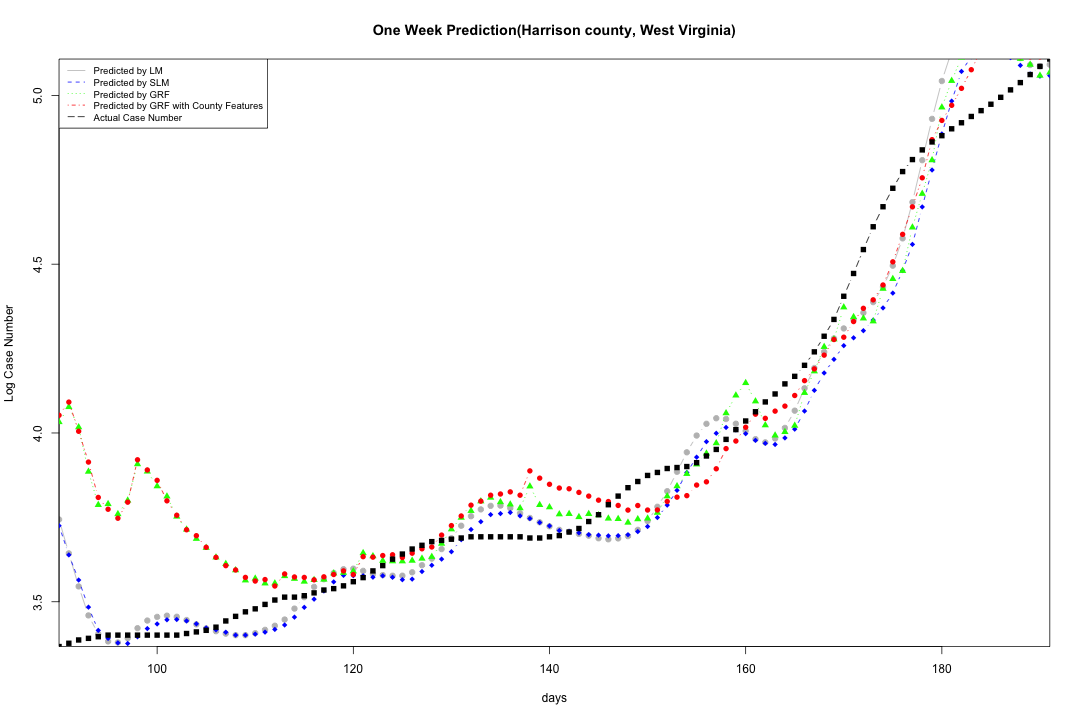 One Week Prediction(Harrison county, West Virginia)
Predicted by LM
Predicted by SLM
Predicted by GRF
Predicted by GRF with County Features
Actual Case Number
5.0
4.5
4.0
3.5
Log Case Number
100 120 140 160 180
days